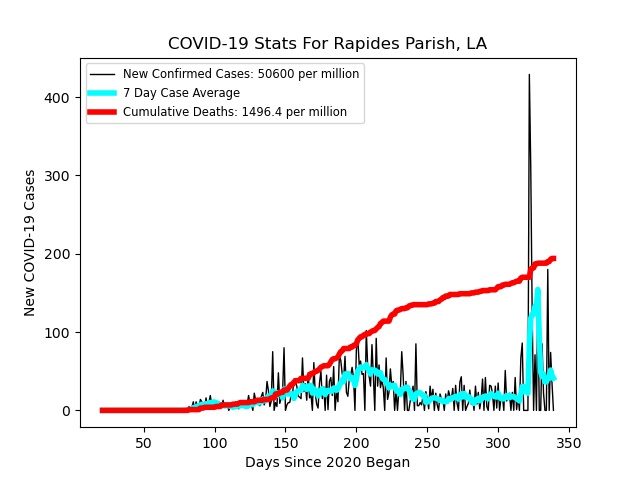 COVID-19 Stats For Rapides Parish, LA
New Confirmed Cases: 50600 per million
7 Day Case Average
Cumulative Deaths: 1496.4 per million
New COVID-19 Cases
400
300
200
100
0
50 100 150 200 250 300 350
Days Since 2020 Began